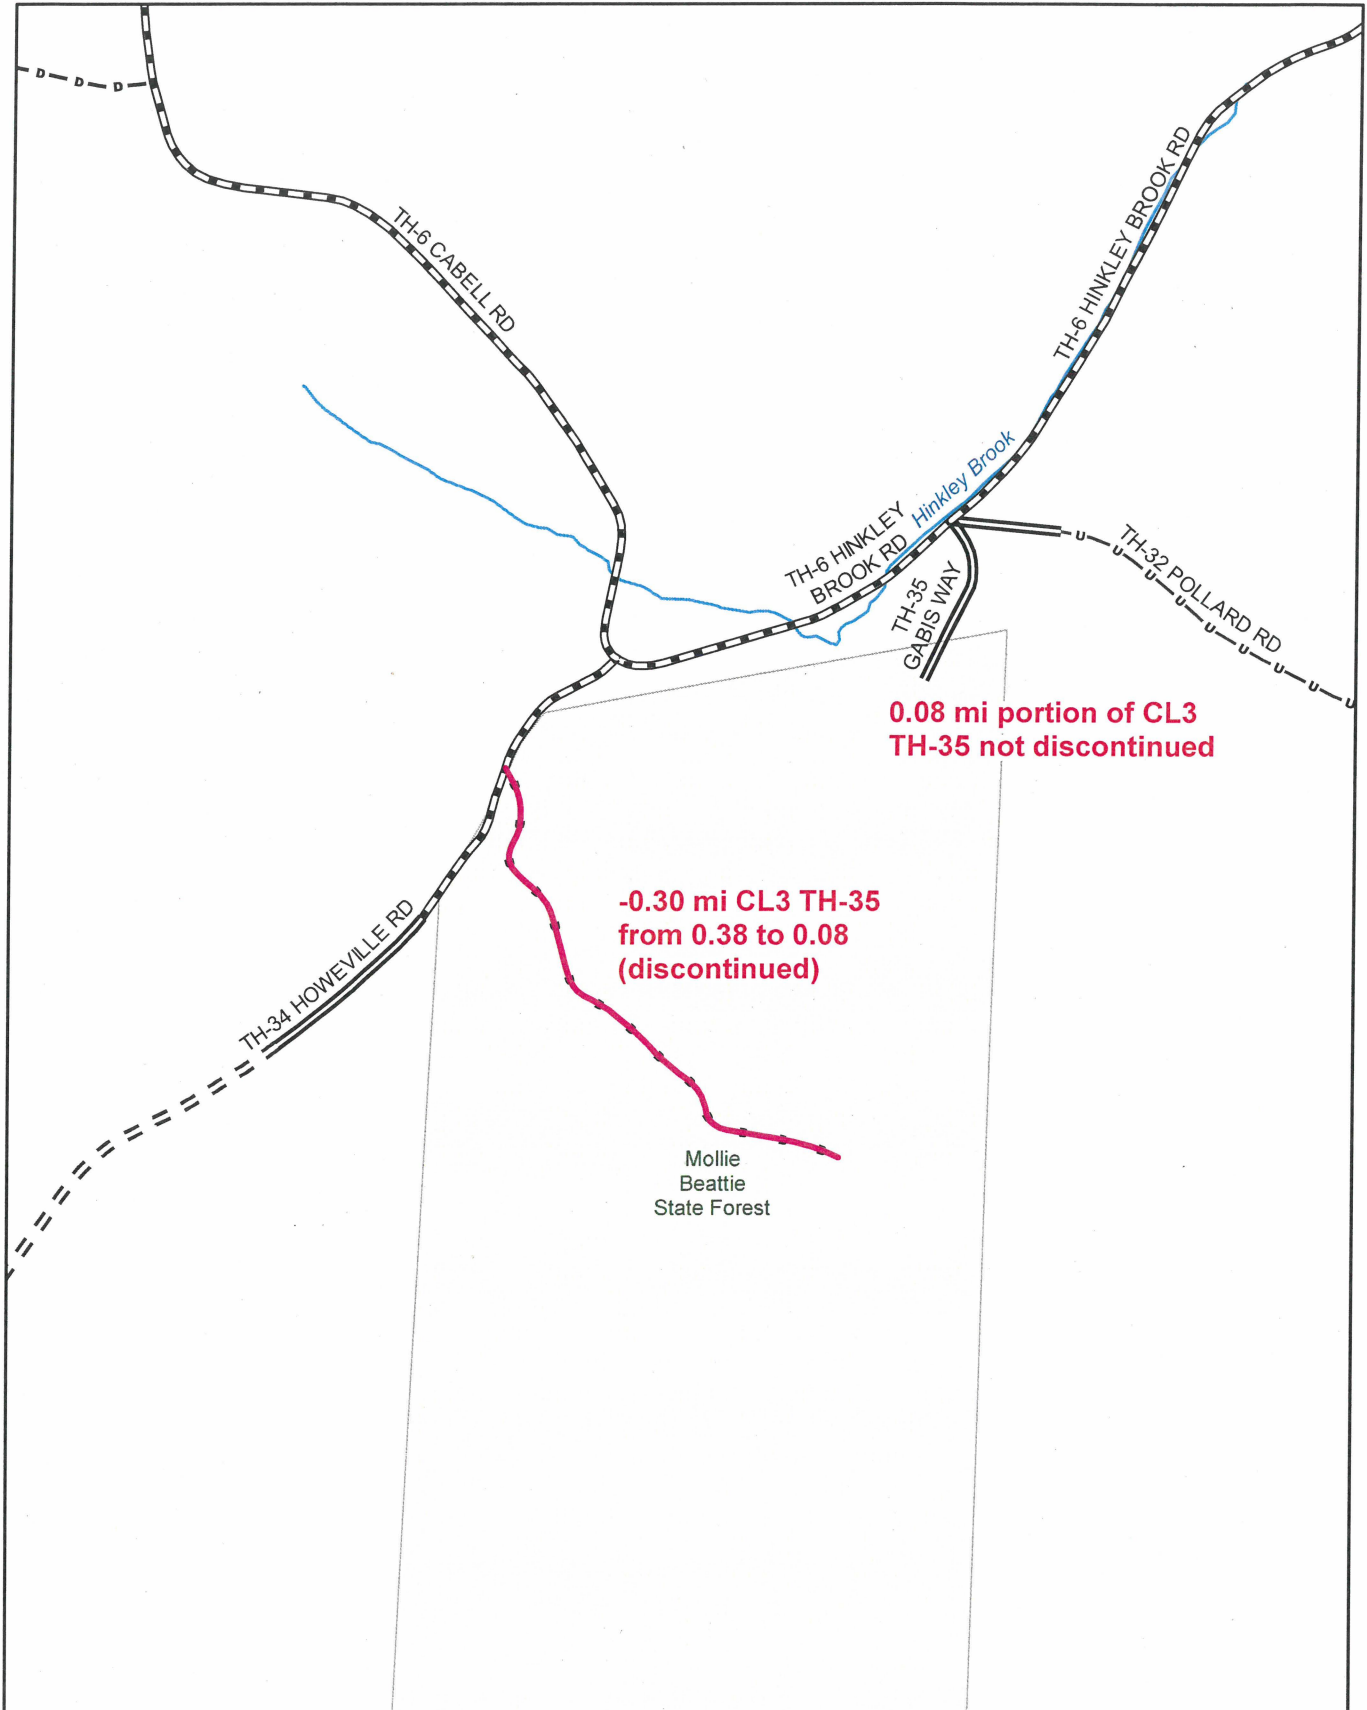 D D D
TH-6 CABELL RD
TH-6 HINKLEY BROOK RD
Hinkley Brook
TH-6 HINKLEY
BROOK RD
TH-35
GABIS WAY
U U U U U U U U U
TH-32 POLLARD RD
0.08 mi portion of CL3
TH-35 not discontinued
-0.30 mi CL3 TH-35
from 0.38 to 0.08
(discontinued)
TH-34 HOWEVILLE RD
Mollie
Beattie
State Forest